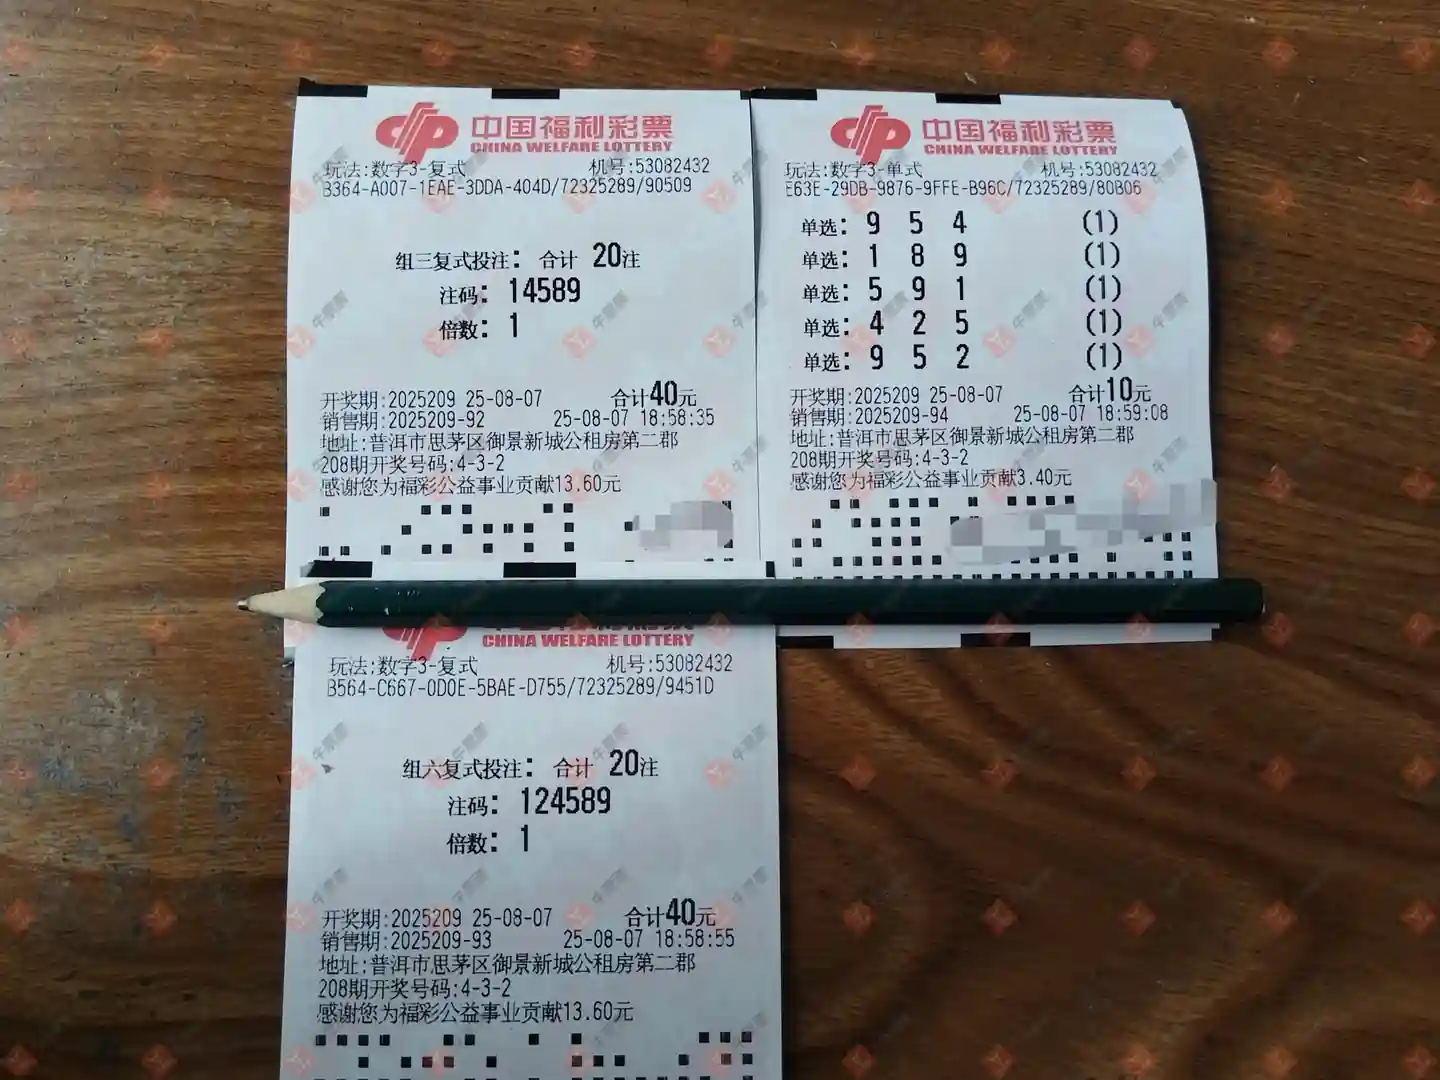 中国福利彩票
CHINA WELFARE LOTTERY
玩法:数字3-复式 机号:53082432
B364-A007-1EAE-3DDA-404D/72325289/90509
组三复式投注: 合计 20注
注码: 14589
倍数: 1
开奖期:2025209 25-08-07 合计40元
销售期:2025209-92 25-08-07 18:58:35
地址:普洱市思茅区御景新城公租房第二郡
208期开奖号码:4-3-2
感谢您为福彩公益事业贡献13.60元
中国福利彩票
CHINA WELFARE LOTTERY
玩法:数字3-单式 机号:53082432
E63E-29DB-9876-9FFE-B96C/72325289/80B06
单选: 9 5 4 (1)
单选: 1 8 9 (1)
单选: 5 9 1 (1)
单选: 4 2 5 (1)
单选: 9 5 2 (1)
开奖期:2025209 25-08-07 合计10元
销售期:2025209-94 25-08-07 18:59:08
地址:普洱市思茅区御景新城公租房第二郡
208期开奖号码:4-3-2
感谢您为福彩公益事业贡献3.40元
CHINA WELFARE LOTTERY
玩法:数字3-复式 机号:53082432
B564-C667-0D0E-5BAE-D755/72325289/9451D
组六复式投注: 合计 20注
注码: 124589
倍数: 1
开奖期:2025209 25-08-07 合计40元
销售期:2025209-93 25-08-07 18:58:55
地址:普洱市思茅区御景新城公租房第二郡
208期开奖号码:4-3-2
感谢您为福彩公益事业贡献13.60元